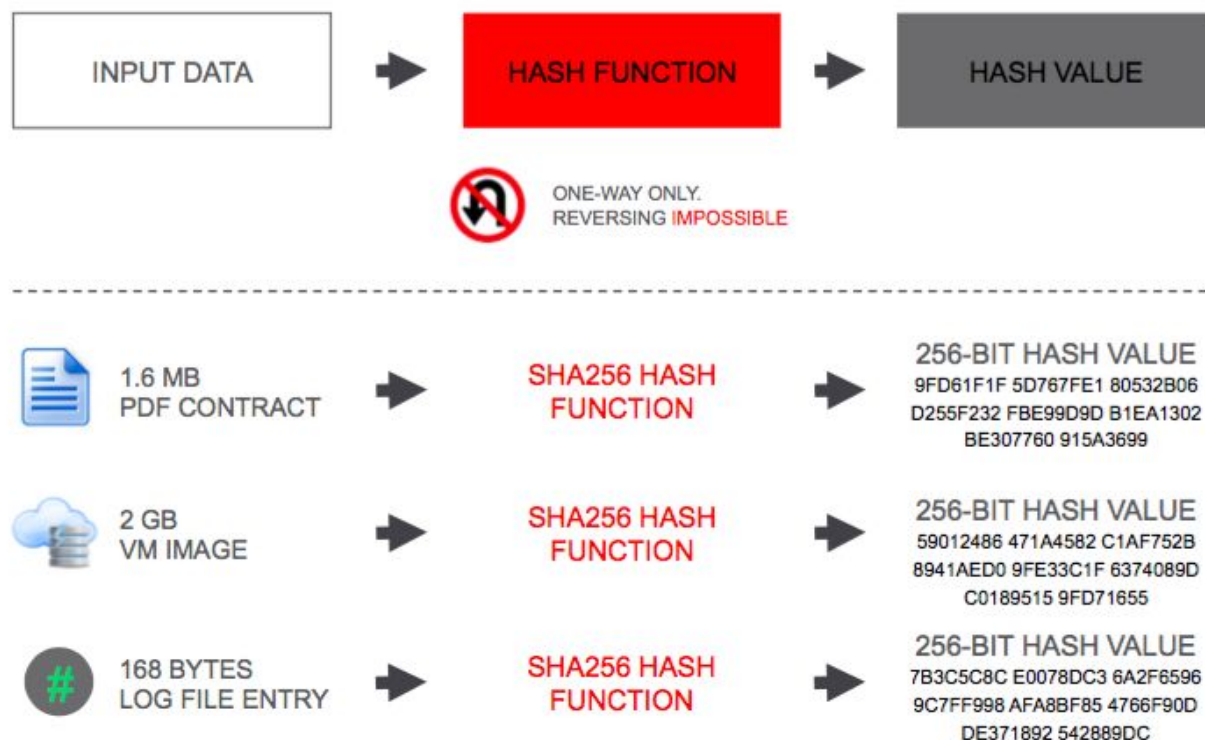 INPUT DATA
HASH FUNCTION
HASH VALUE
ONE-WAY ONLY.
REVERSING IMPOSSIBLE
1.6 MB
PDF CONTRACT
SHA256 HASH
FUNCTION
256-BIT HASH VALUE
9FD61F1F 5D767FE1 80532B06
D255F232 FBE99D9D B1EA1302
BE307760 915A3699
2 GB
VM IMAGE
SHA256 HASH
FUNCTION
256-BIT HASH VALUE
59012486 471A4582 C1AF752B
8941AED0 9FE33C1F 6374089D
C0189515 9FD71655
#
168 BYTES
LOG FILE ENTRY
SHA256 HASH
FUNCTION
256-BIT HASH VALUE
7B3C5C8C E0078DC3 6A2F6596
9C7FF998 AFA8BF85 4766F90D
DE371892 542889DC